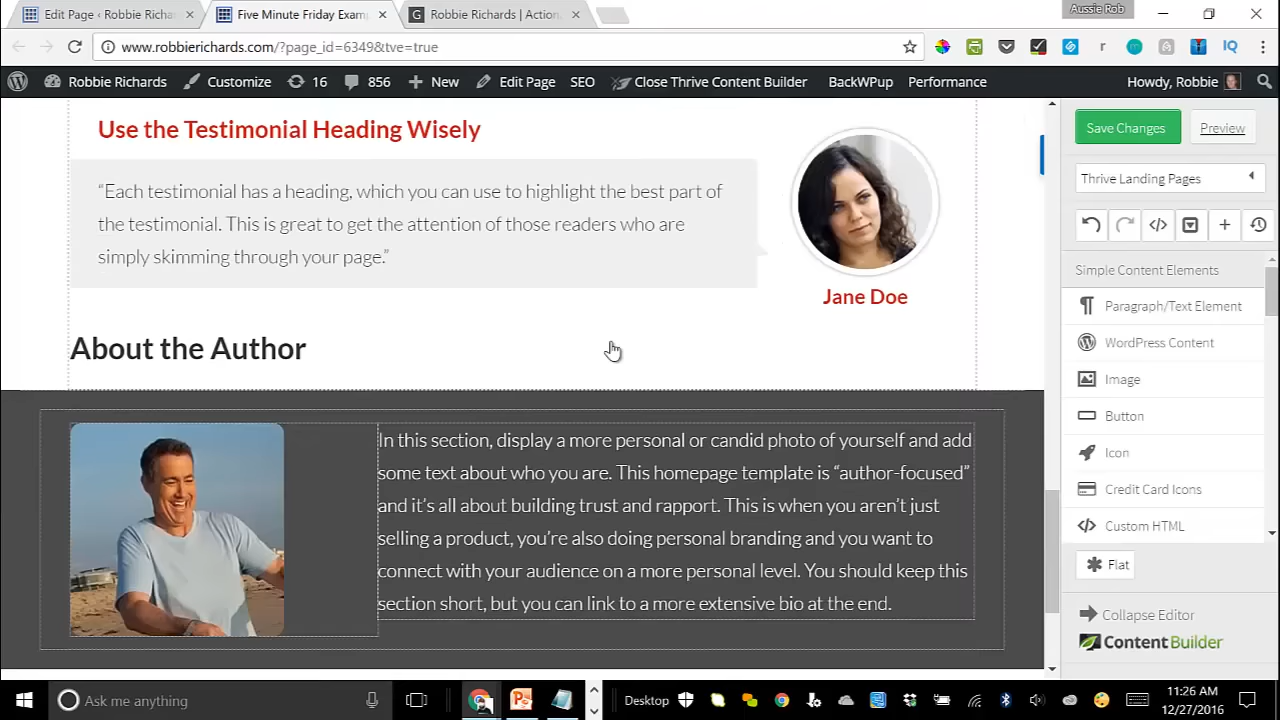 Edit Page ‹ Robbie Richar
Five Minute Friday Exam
Robbie Richards | Action
Aussie Rob
www.robbierichards.com/?page_id=6349&tve=true
Robbie Richards
Customize
16
856
New
Edit Page
SEO
Close Thrive Content Builder
BackWPup
Performance
Howdy, Robbie
Use the Testimonial Heading Wisely
“Each testimonial has a heading, which you can use to highlight the best part of
the testimonial. This is great to get the attention of those readers who are
simply skimming through your page.”
Jane Doe
About the Author
In this section, display a more personal or candid photo of yourself and add
some text about who you are. This homepage template is “author-focused”
and it’s all about building trust and rapport. This is when you aren’t just
selling a product, you’re also doing personal branding and you want to
connect with your audience on a more personal level. You should keep this
section short, but you can link to a more extensive bio at the end.
Save Changes
Preview
Thrive Landing Pages
Simple Content Elements
Paragraph/Text Element
WordPress Content
Image
Button
Icon
Credit Card Icons
Custom HTML
Flat
Collapse Editor
Content Builder
Ask me anything
Desktop
11:26 AM
12/27/2016